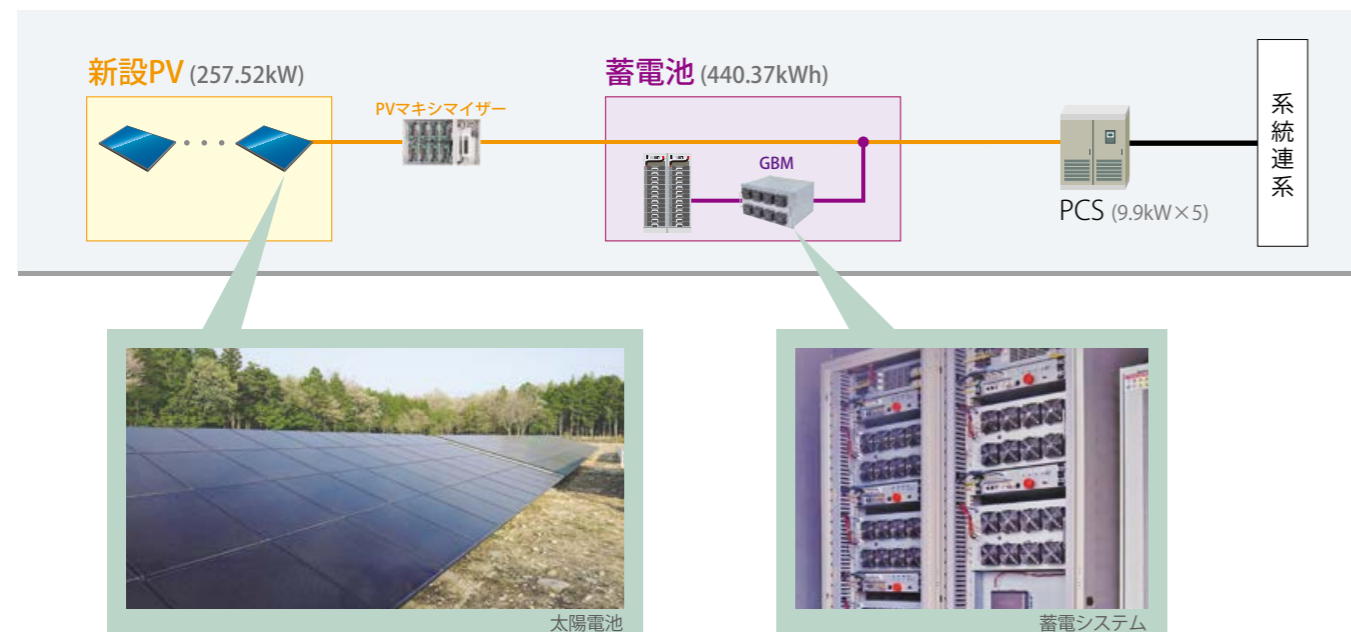 新設PV (257.52kW)
PVマキシマイザー
蓄電池 (440.37kWh)
GBM
PCS (9.9kW×5)
系統連系
太陽電池
蓄電システム